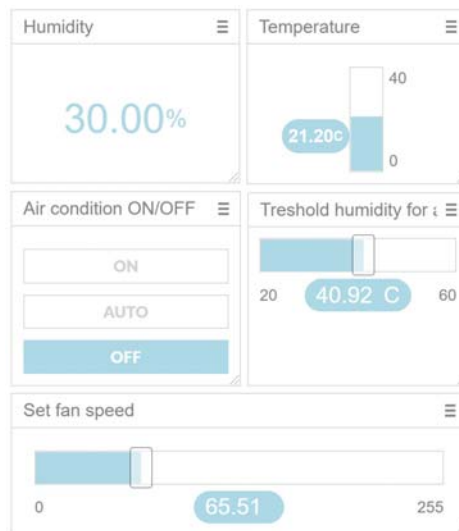 Humidity
30.00%
Temperature
40
21.20c
0
Air condition ON/OFF
ON
AUTO
OFF
Treshold humidity for
20
40.92 C
60
Set fan speed
0
65.51
255